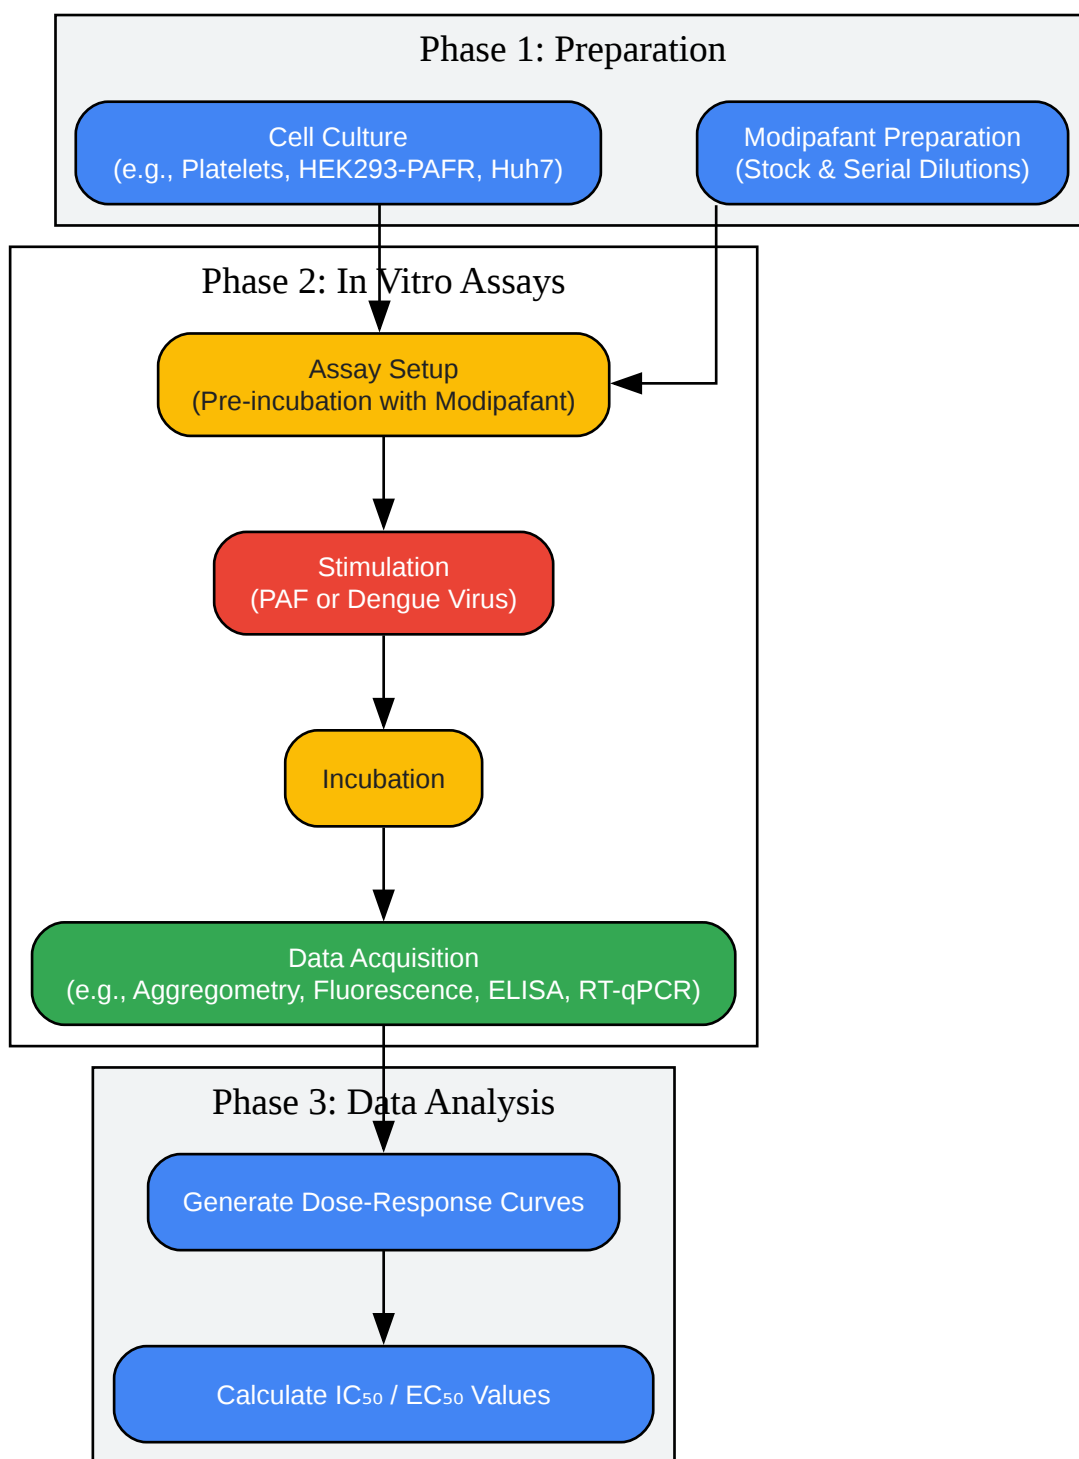 Phase 1: Preparation
Cell Culture
(e.g., Platelets, HEK293-PAFR, Huh7)
Modipafant Preparation
(Stock & Serial Dilutions)
Phase 2: In Vitro Assays
Assay Setup
(Pre-incubation with Modipafant)
Stimulation
(PAF or Dengue Virus)
Incubation
Data Acquisition
(e.g., Aggregometry, Fluorescence, ELISA, RT-qPCR)
Phase 3: Data Analysis
Generate Dose-Response Curves
Calculate IC₅₀ / EC₅₀ Values